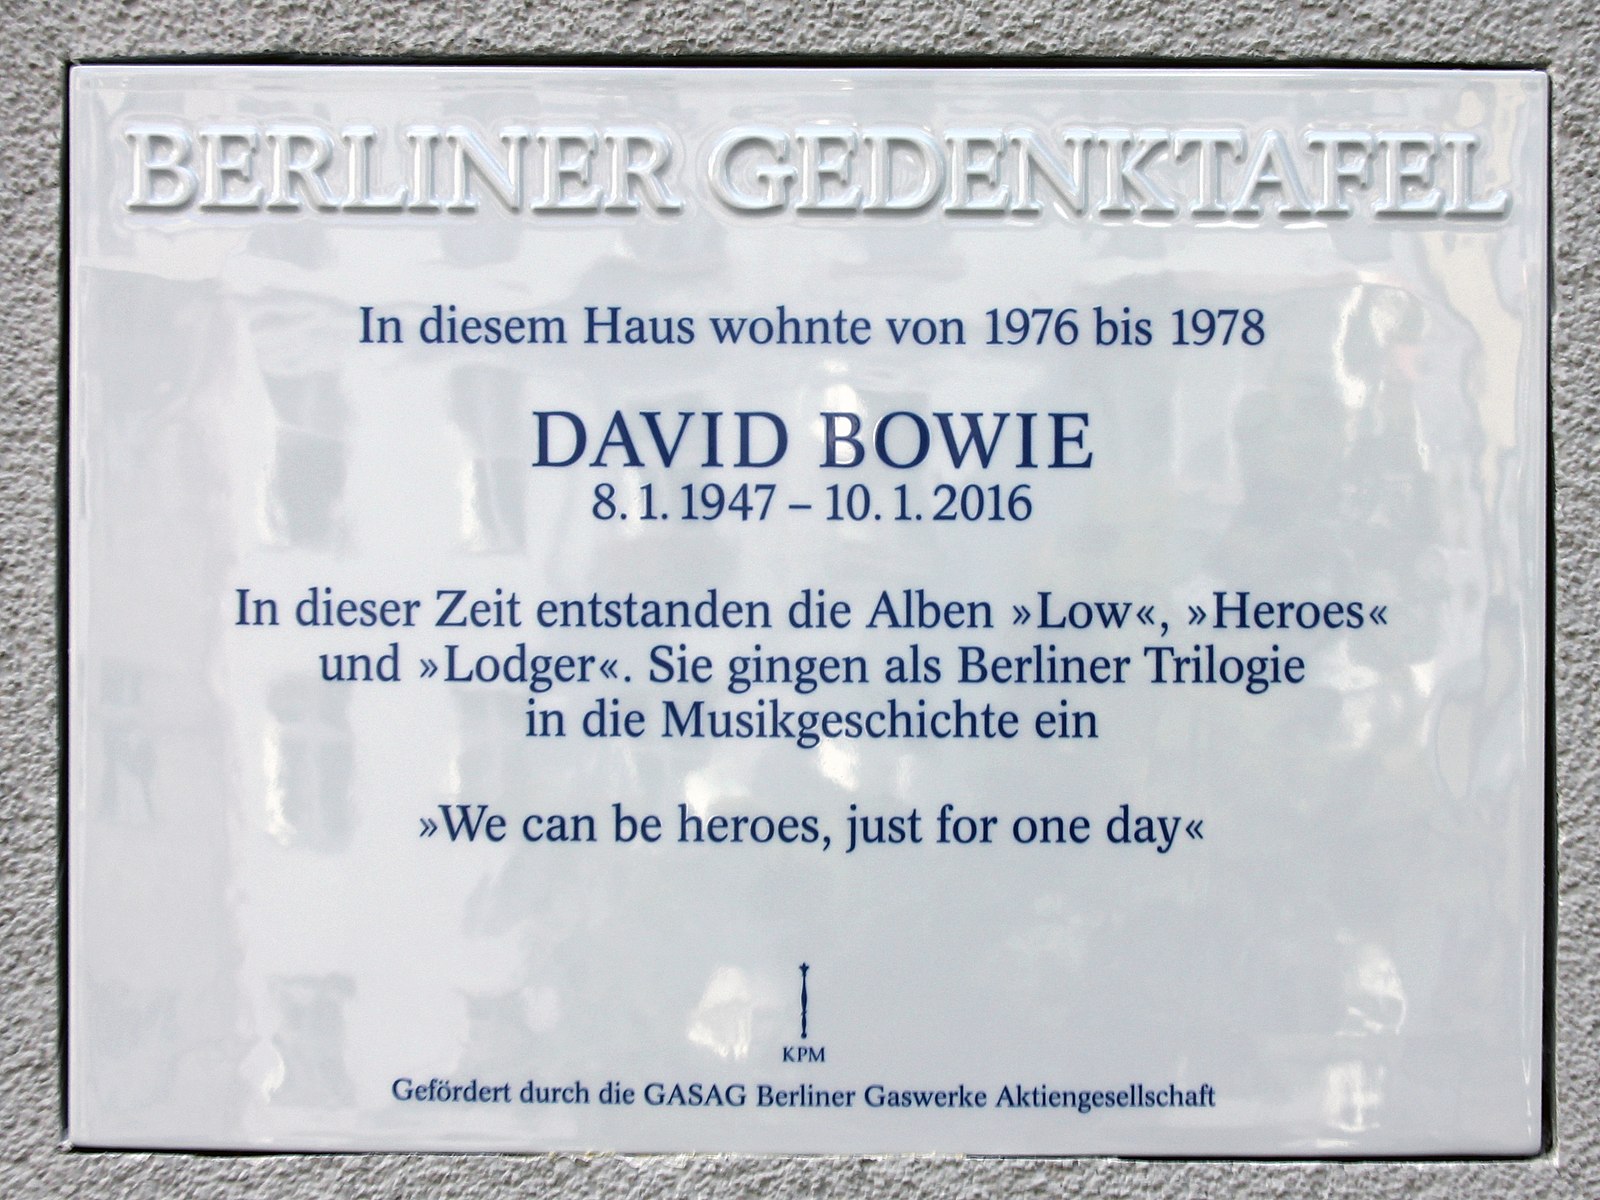 BERLINER GEDENKTAFEL
In diesem Haus wohnte von 1976 bis 1978
DAVID BOWIE
8. 1. 1947 – 10. 1. 2016
In dieser Zeit entstanden die Alben »Low«, »Heroes«
und »Lodger«. Sie gingen als Berliner Trilogie
in die Musikgeschichte ein
»We can be heroes, just for one day«
KPM
Gefördert durch die GASAG Berliner Gaswerke Aktiengesellschaft